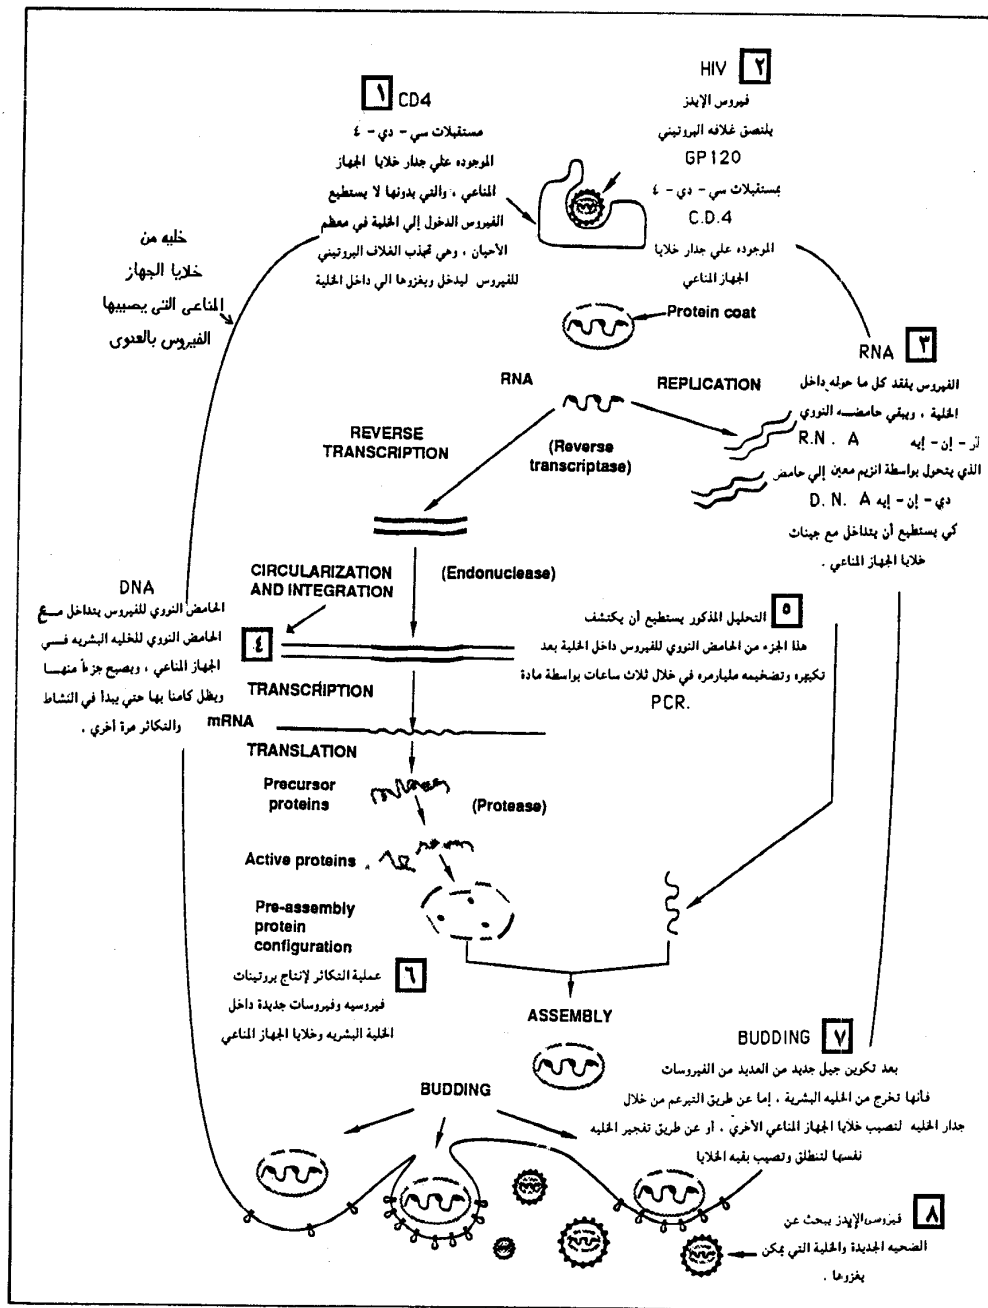 ٢ HIV
فيروس الإيدز
يلتصق غلافه البروتيني
GP120
بمستقبلات سي - دي - ٤
C.D.4
الموجوده علي جدار خلايا
الجهاز المناعي
١ CD4
مستقبلات سي - دي - ٤
الموجوده علي جدار خلايا الجهاز
المناعي ، والتي بدونها لا يستطيع
الفيروس الدخول إلي الخلية في معظم
الأحيان ، وهي تجذب الغلاف البروتيني
للفيروس ليدخل ويغزوها الي داخل الخلية
خليه من
خلايا الجهاز
المناعى التى يصيبها
الفيروس بالعدوى
Protein coat
٣ RNA
الفيروس يفقد كل ما حوله داخل
الخلية ، ويبقي حامضه النووي
آر - إن - إيه R.N. A
الذي يتحول بواسطة انزيم معين إلي حامض
دي - إن - إيه D. N. A
كي يستطيع أن يتداخل مع جينات
خلايا الجهاز المناعي .
RNA
REPLICATION
REVERSE
TRANSCRIPTION
(Reverse
transcriptase)
CIRCULARIZATION
AND INTEGRATION
(Endonuclease)
DNA
الحامض النووي للفيروس يتداخل مع
الحامض النووي للخليه البشريه في
الجهاز المناعي ، ويصبح جزءاً منها
ويظل كامنا بها حتي يبدأ في النشاط
والتكاثر مرة أخري .
٤
٥ التحليل المذكور يستطيع أن يكتشف
هذا الجزء من الحامض النووي للفيروس داخل الخلية بعد
تكبيره وتضخيمه مليارمره في خلال ثلاث ساعات بواسطة مادة
PCR.
TRANSCRIPTION
mRNA
TRANSLATION
Precursor
proteins
(Protease)
Active proteins
Pre-assembly
protein
configuration
٦ عملية التكاثر لإنتاج بروتينات
فيروسيه وفيروسات جديدة داخل
الخلية البشريه وخلايا الجهاز المناعي
ASSEMBLY
٧ BUDDING
بعد تكوين جيل جديد من العديد من الفيروسات
فأنها تخرج من الخليه البشرية ، إما عن طريق التبرعم من خلال
جدار الخليه لتصيب خلايا الجهاز المناعي الأخري ، أو عن طريق تفجير الخليه
نفسها لتنطلق وتصيب بقيه الخلايا
BUDDING
٨ فيروس الإيدز يبحث عن
الضحيه الجديدة والخلية التي يمكن
يغزوها .